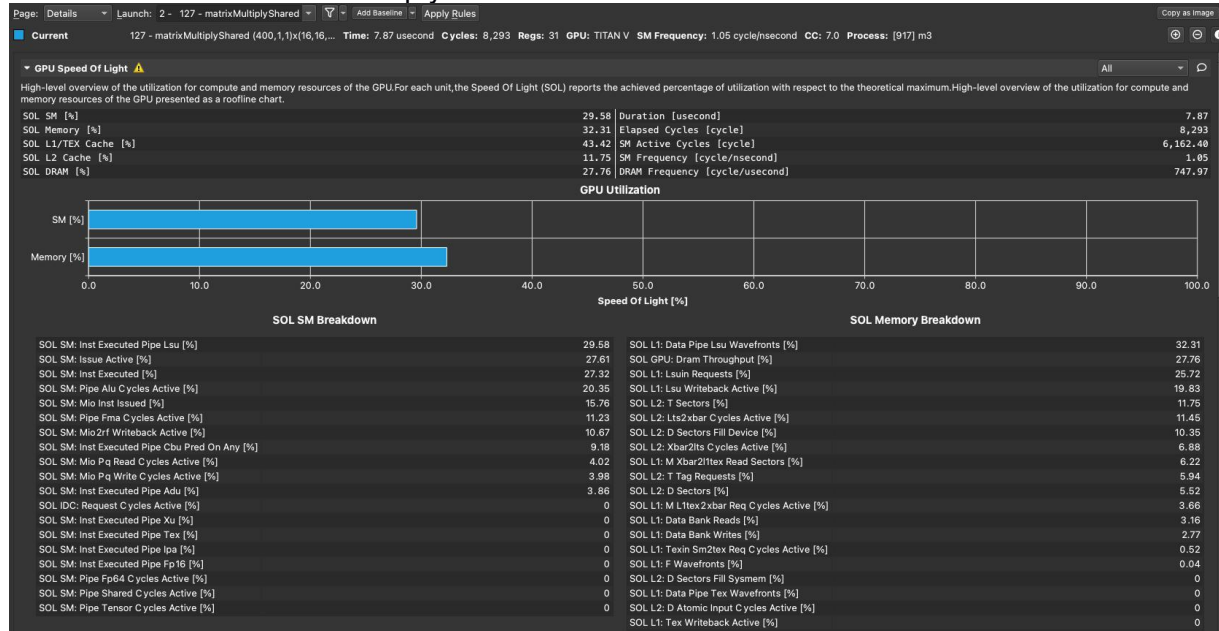 Page: Details Launch: 2 - 127 - matrixMultiplyShared Add Baseline Apply Rules Copy as Image
Current 127 - matrixMultiplyShared (400,1,1)x(16,16,... Time: 7.87 usecond Cycles: 8,293 Regs: 31 GPU: TITAN V SM Frequency: 1.05 cycle/nsecond CC: 7.0 Process: [917] m3
GPU Speed Of Light All
High-level overview of the utilization for compute and memory resources of the GPU.For each unit,the Speed Of Light (SOL) reports the achieved percentage of utilization with respect to the theoretical maximum.High-level overview of the utilization for compute and
memory resources of the GPU presented as a roofline chart.
SOL SM [%] 29.58 Duration [usecond] 7.87
SOL Memory [%] 32.31 Elapsed Cycles [cycle] 8,293
SOL L1/TEX Cache [%] 43.42 SM Active Cycles [cycle] 6,162.40
SOL L2 Cache [%] 11.75 SM Frequency [cycle/nsecond] 1.05
SOL DRAM [%] 27.76 DRAM Frequency [cycle/usecond] 747.97
GPU Utilization
SM [%]
Memory [%]
0.0 10.0 20.0 30.0 40.0 50.0 60.0 70.0 80.0 90.0 100.0
Speed Of Light [%]
SOL SM Breakdown SOL Memory Breakdown
SOL SM: Inst Executed Pipe Lsu [%] 29.58 SOL L1: Data Pipe Lsu Wavefronts [%] 32.31
SOL SM: Issue Active [%] 27.61 SOL GPU: Dram Throughput [%] 27.76
SOL SM: Inst Executed [%] 27.32 SOL L1: Lsuin Requests [%] 25.72
SOL SM: Pipe Alu Cycles Active [%] 20.35 SOL L1: Lsu Writeback Active [%] 19.83
SOL SM: Mio Inst Issued [%] 15.76 SOL L2: T Sectors [%] 11.75
SOL SM: Pipe Fma Cycles Active [%] 11.23 SOL L2: Lts2xbar Cycles Active [%] 11.45
SOL SM: Mio2rf Writeback Active [%] 10.67 SOL L2: D Sectors Fill Device [%] 10.35
SOL SM: Inst Executed Pipe Cbu Pred On Any [%] 9.18 SOL L2: Xbar2lts Cycles Active [%] 6.88
SOL SM: Mio Pq Read Cycles Active [%] 4.02 SOL L1: M Xbar2l1tex Read Sectors [%] 6.22
SOL SM: Mio Pq Write Cycles Active [%] 3.98 SOL L2: T Tag Requests [%] 5.94
SOL SM: Inst Executed Pipe Adu [%] 3.86 SOL L2: D Sectors [%] 5.52
SOL IDC: Request Cycles Active [%] 0 SOL L1: M L1tex2xbar Req Cycles Active [%] 3.66
SOL SM: Inst Executed Pipe Xu [%] 0 SOL L1: Data Bank Reads [%] 3.16
SOL SM: Inst Executed Pipe Tex [%] 0 SOL L1: Data Bank Writes [%] 2.77
SOL SM: Inst Executed Pipe Ipa [%] 0 SOL L1: Texin Sm2tex Req Cycles Active [%] 0.52
SOL SM: Inst Executed Pipe Fp16 [%] 0 SOL L1: F Wavefronts [%] 0.04
SOL SM: Pipe Fp64 Cycles Active [%] 0 SOL L2: D Sectors Fill Sysmem [%] 0
SOL SM: Pipe Shared Cycles Active [%] 0 SOL L1: Data Pipe Tex Wavefronts [%] 0
SOL SM: Pipe Tensor Cycles Active [%] 0 SOL L2: D Atomic Input Cycles Active [%] 0
SOL L1: Tex Writeback Active [%] 0